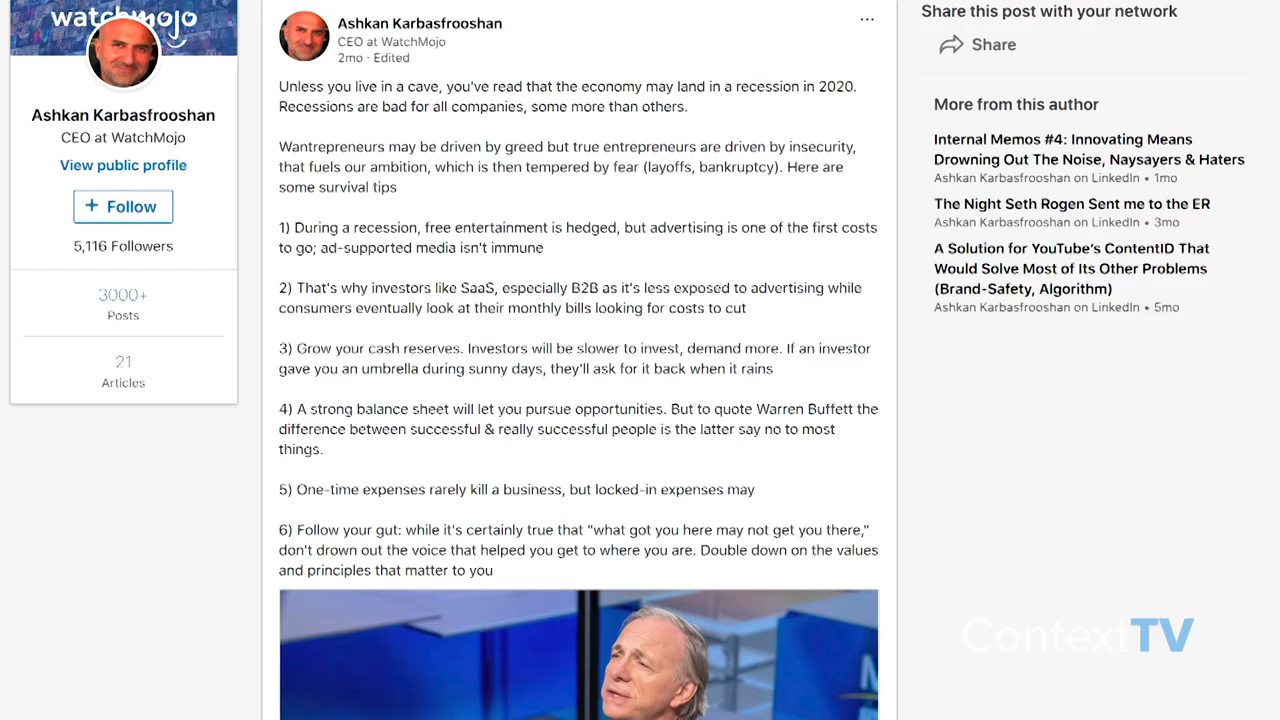 watchmojo
Ashkan Karbasfrooshan
CEO at WatchMojo
View public profile
+ Follow
5,116 Followers
3000+
Posts
21
Articles
Ashkan Karbasfrooshan
...
CEO at WatchMojo
2mo · Edited
Unless you live in a cave, you've read that the economy may land in a recession in 2020.
Recessions are bad for all companies, some more than others.
Wantrepreneurs may be driven by greed but true entrepreneurs are driven by insecurity,
that fuels our ambition, which is then tempered by fear (layoffs, bankruptcy). Here are
some survival tips
1) During a recession, free entertainment is hedged, but advertising is one of the first costs
to go; ad-supported media isn't immune
2) That's why investors like SaaS, especially B2B as it's less exposed to advertising while
consumers eventually look at their monthly bills looking for costs to cut
3) Grow your cash reserves. Investors will be slower to invest, demand more. If an investor
gave you an umbrella during sunny days, they'll ask for it back when it rains
4) A strong balance sheet will let you pursue opportunities. But to quote Warren Buffett the
difference between successful & really successful people is the latter say no to most
things.
5) One-time expenses rarely kill a business, but locked-in expenses may
6) Follow your gut: while it's certainly true that "what got you here may not get you there,"
don't drown out the voice that helped you get to where you are. Double down on the values
and principles that matter to you
Share this post with your network
Share
More from this author
Internal Memos #4: Innovating Means
Drowning Out The Noise, Naysayers & Haters
Ashkan Karbasfrooshan on LinkedIn • 1mo
The Night Seth Rogen Sent me to the ER
Ashkan Karbasfrooshan on LinkedIn • 3mo
A Solution for YouTube's ContentID That
Would Solve Most of Its Other Problems
(Brand-Safety, Algorithm)
Ashkan Karbasfrooshan on LinkedIn • 5mo
ContextTV